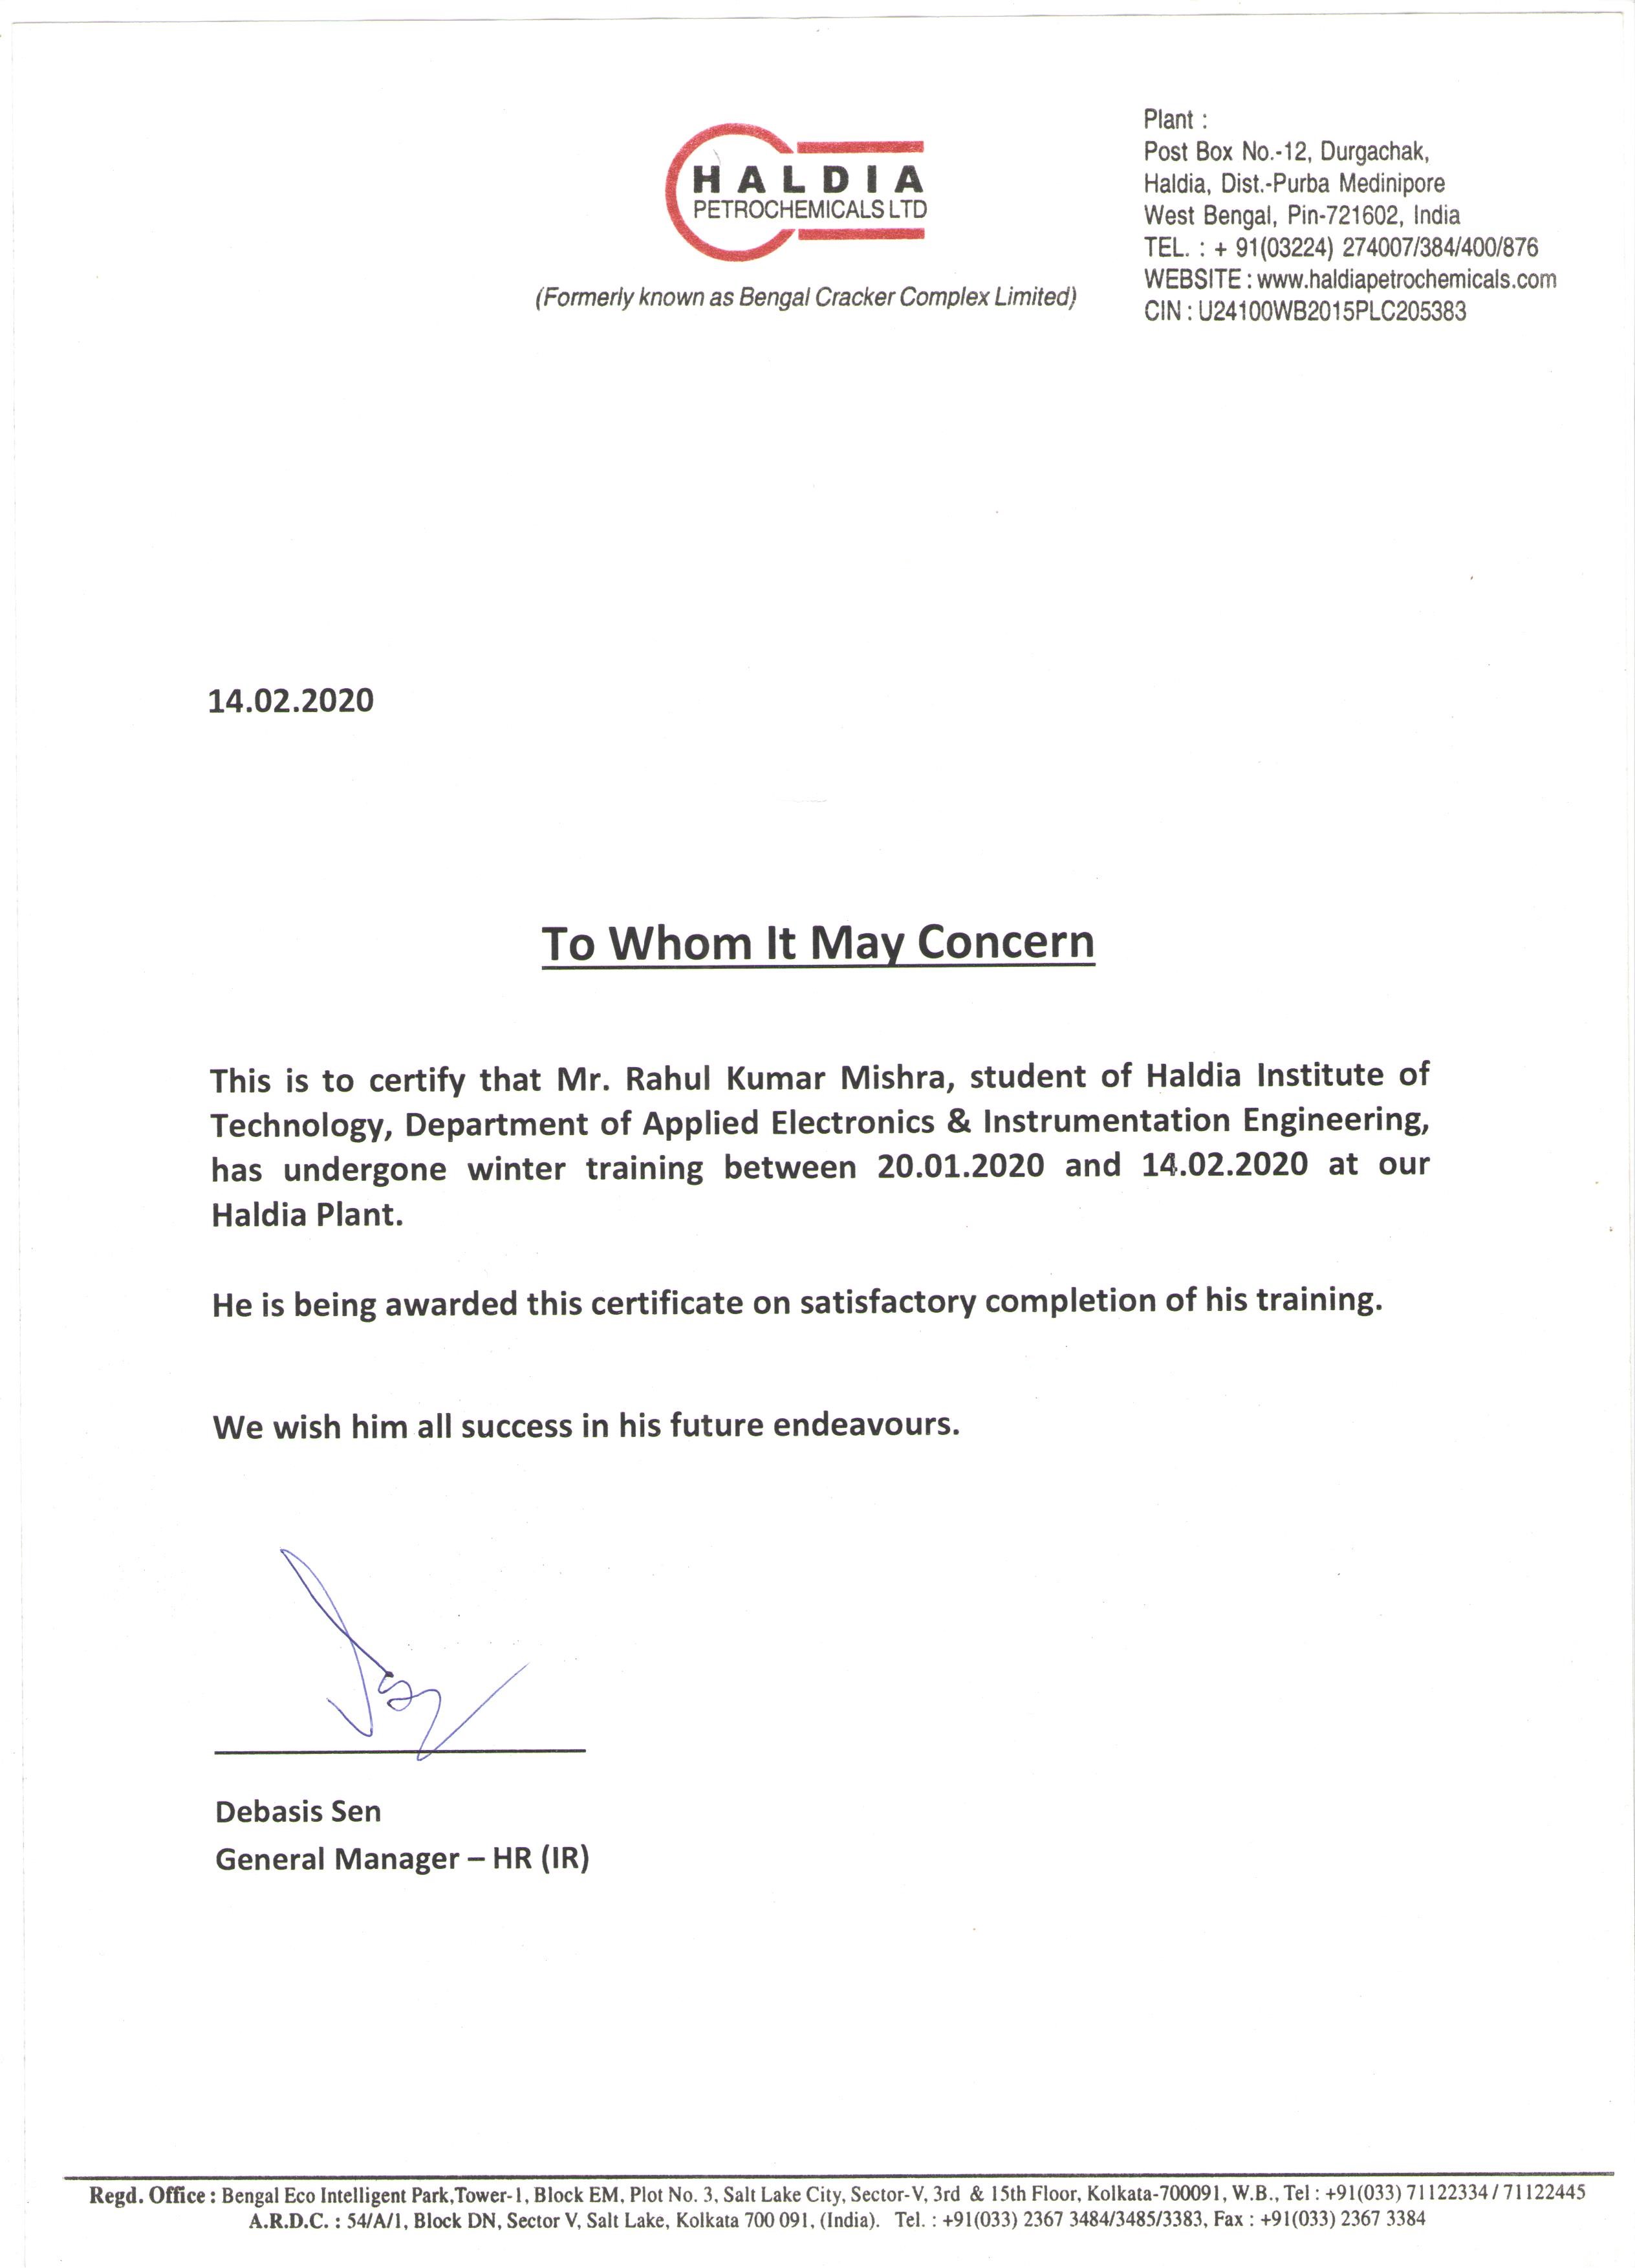 HALDIA
PETROCHEMICALS LTD
(Formerly known as Bengal Cracker Complex Limited)
Plant :
Post Box No.-12, Durgachak,
Haldia, Dist.-Purba Medinipore
West Bengal, Pin-721602, India
TEL. : + 91(03224) 274007/384/400/876
WEBSITE : www.haldiapetrochemicals.com
CIN : U24100WB2015PLC205383
14.02.2020
To Whom It May Concern
This is to certify that Mr. Rahul Kumar Mishra, student of Haldia Institute of
Technology, Department of Applied Electronics & Instrumentation Engineering,
has undergone winter training between 20.01.2020 and 14.02.2020 at our
Haldia Plant.
He is being awarded this certificate on satisfactory completion of his training.
We wish him all success in his future endeavours.
Debasis Sen
General Manager – HR (IR)
Regd. Office : Bengal Eco Intelligent Park,Tower-1, Block EM, Plot No. 3, Salt Lake City, Sector-V, 3rd & 15th Floor, Kolkata-700091, W.B., Tel : +91(033) 71122334 / 71122445
A.R.D.C. : 54/A/1, Block DN, Sector V, Salt Lake, Kolkata 700 091, (India). Tel. : +91(033) 2367 3484/3485/3383, Fax : +91(033) 2367 3384